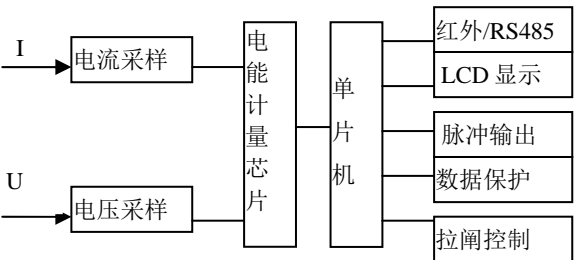 I
电流采样
U
电压采样
电
能
计
量
芯
片
单
片
机
红外/RS485
LCD 显示
脉冲输出
数据保护
拉闸控制